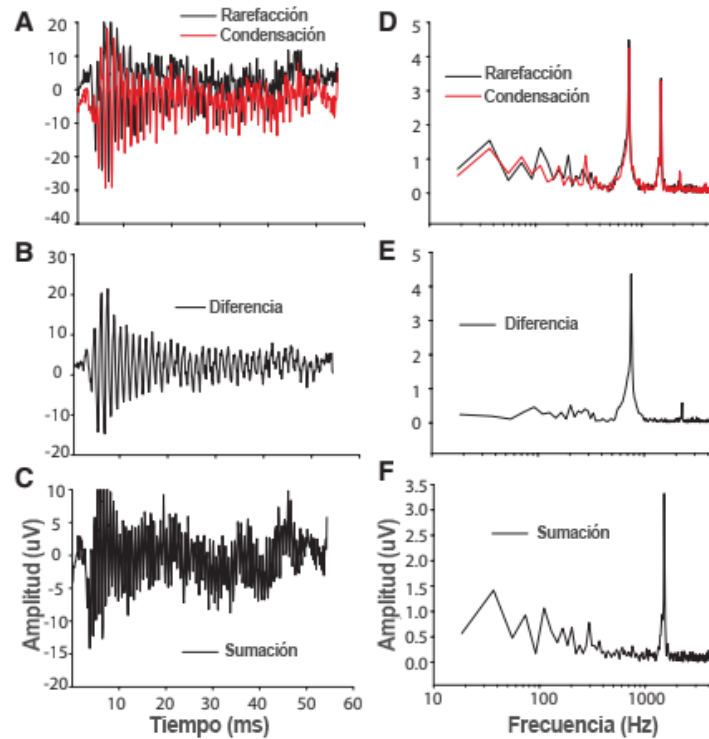 A
20
10
0
-10
-20
-30
-40
Rarefacción
Condensación
B
30
20
10
0
-10
20
Diferencia
C
10
5
0
-5
-10
-15
-20
Amplitud (uV)
Sumación
10
20
30
40
50
60
Tiempo (ms)
D
5
4
3
2
1
0
Rarefacción
Condensación
E
5
4
3
2
1
0
Diferencia
F
3.5
3.0
2.5
2.0
1.5
1.0
0.5
0.0
Amplitud (uV)
Sumación
10
100
1000
Frecuencia (Hz)